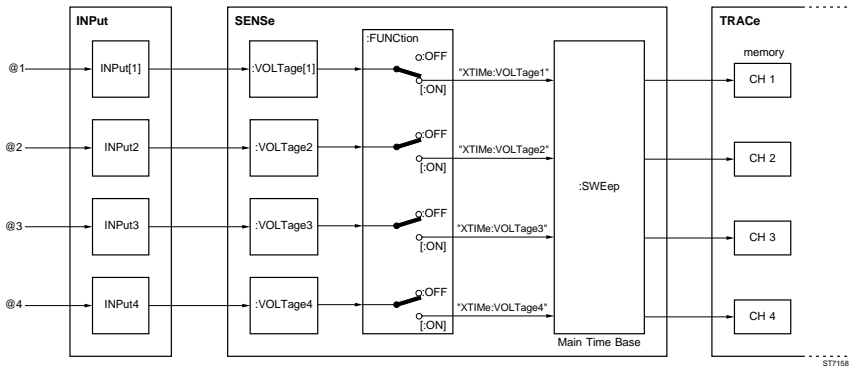 INPut
SENSe
TRACe
:FUNCtion
memory
@1
INPut[1]
:VOLTage[1]
:OFF
[:ON]
"XTIMe:VOLTage1"
CH 1
@2
INPut2
:VOLTage2
:OFF
[:ON]
"XTIMe:VOLTage2"
CH 2
:SWEep
@3
INPut3
:VOLTage3
:OFF
[:ON]
"XTIMe:VOLTage3"
CH 3
@4
INPut4
:VOLTage4
:OFF
[:ON]
"XTIMe:VOLTage4"
CH 4
Main Time Base
ST7158